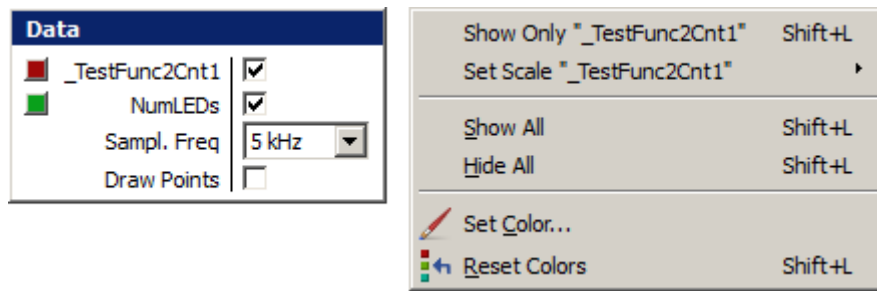 Data
_TestFunc2Cnt1
NumLEDs
Sampl. Freq 5 kHz
Draw Points
Show Only "_TestFunc2Cnt1" Shift+L
Set Scale "_TestFunc2Cnt1"
Show All Shift+L
Hide All Shift+L
Set Color...
Reset Colors Shift+L